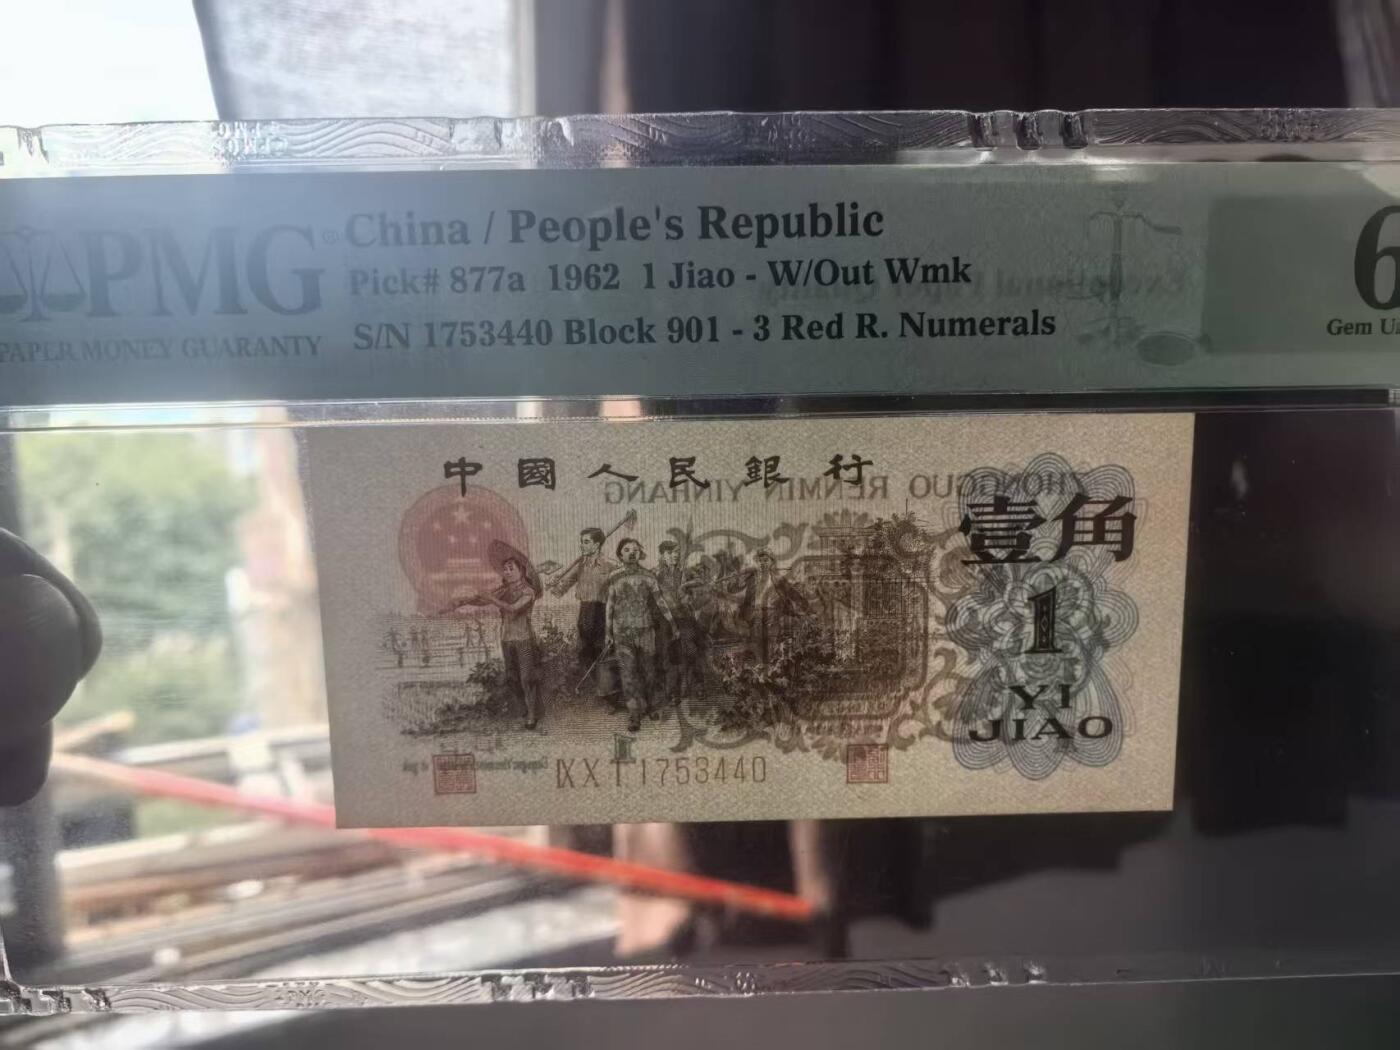 PMG®
PAPER MONEY GUARANTY
China / People's Republic
Pick# 877a 1962 1 Jiao - W/Out Wmk
S/N 1753440 Block 901 - 3 Red R. Numerals
6
Gem U
中國人民銀行
ZHONGGUO RENMIN YINHANG
壹角
1
YI
JIAO
IX X I 1753440